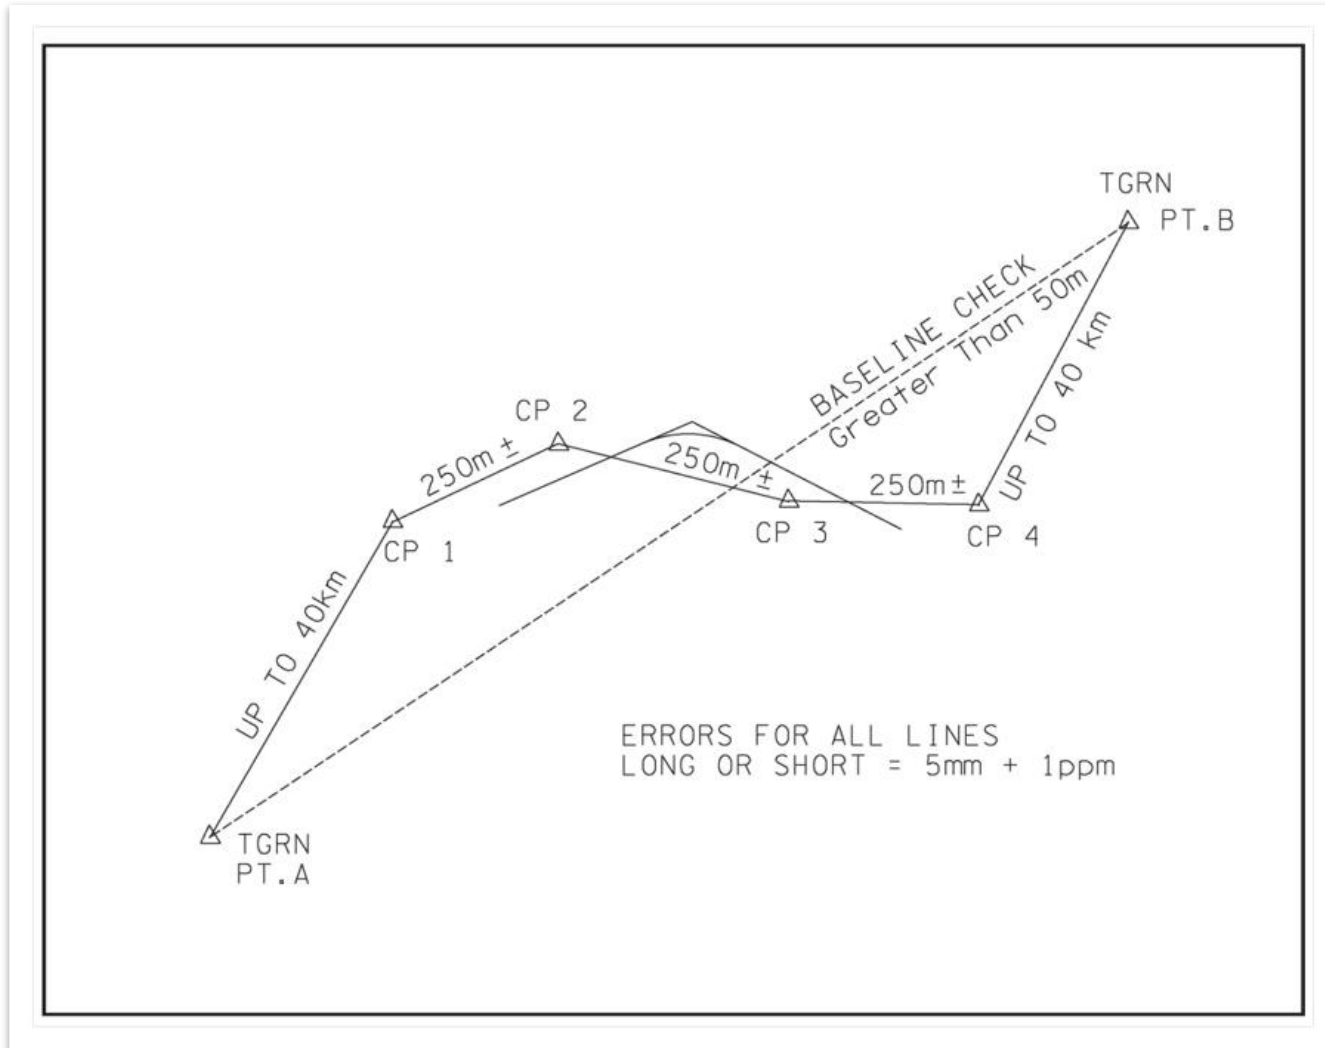 TGRN
PT.B
BASELINE CHECK
Greater Than 50m
UP TO 40 km
CP 2
250m ±
250m ±
250m±
CP 1
CP 3
CP 4
UP TO 40km
ERRORS FOR ALL LINES
LONG OR SHORT = 5mm + 1ppm
TGRN
PT.A